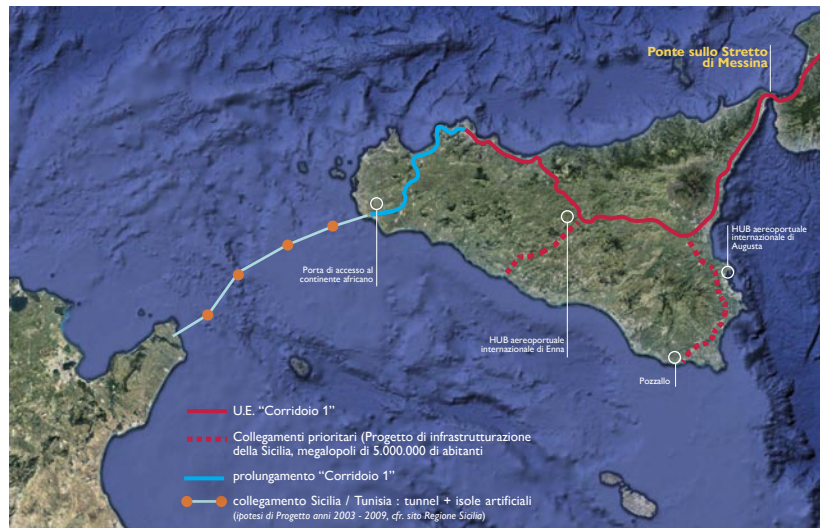 Ponte sullo Stretto
di Messina
HUB aereoportuale
internazionale di
Augusta
Porta di accesso al
continente africano
HUB aereoportuale
internazionale di Enna
Pozzallo
U.E. “Corridoio 1”
Collegamenti prioritari (Progetto di infrastrutturazione
della Sicilia, megalopoli di 5.000.000 di abitanti
prolungamento “Corridoio 1”
collegamento Sicilia / Tunisia : tunnel + isole artificiali
(ipotesi di Progetto anni 2003 - 2009, cfr. sito Regione Sicilia)